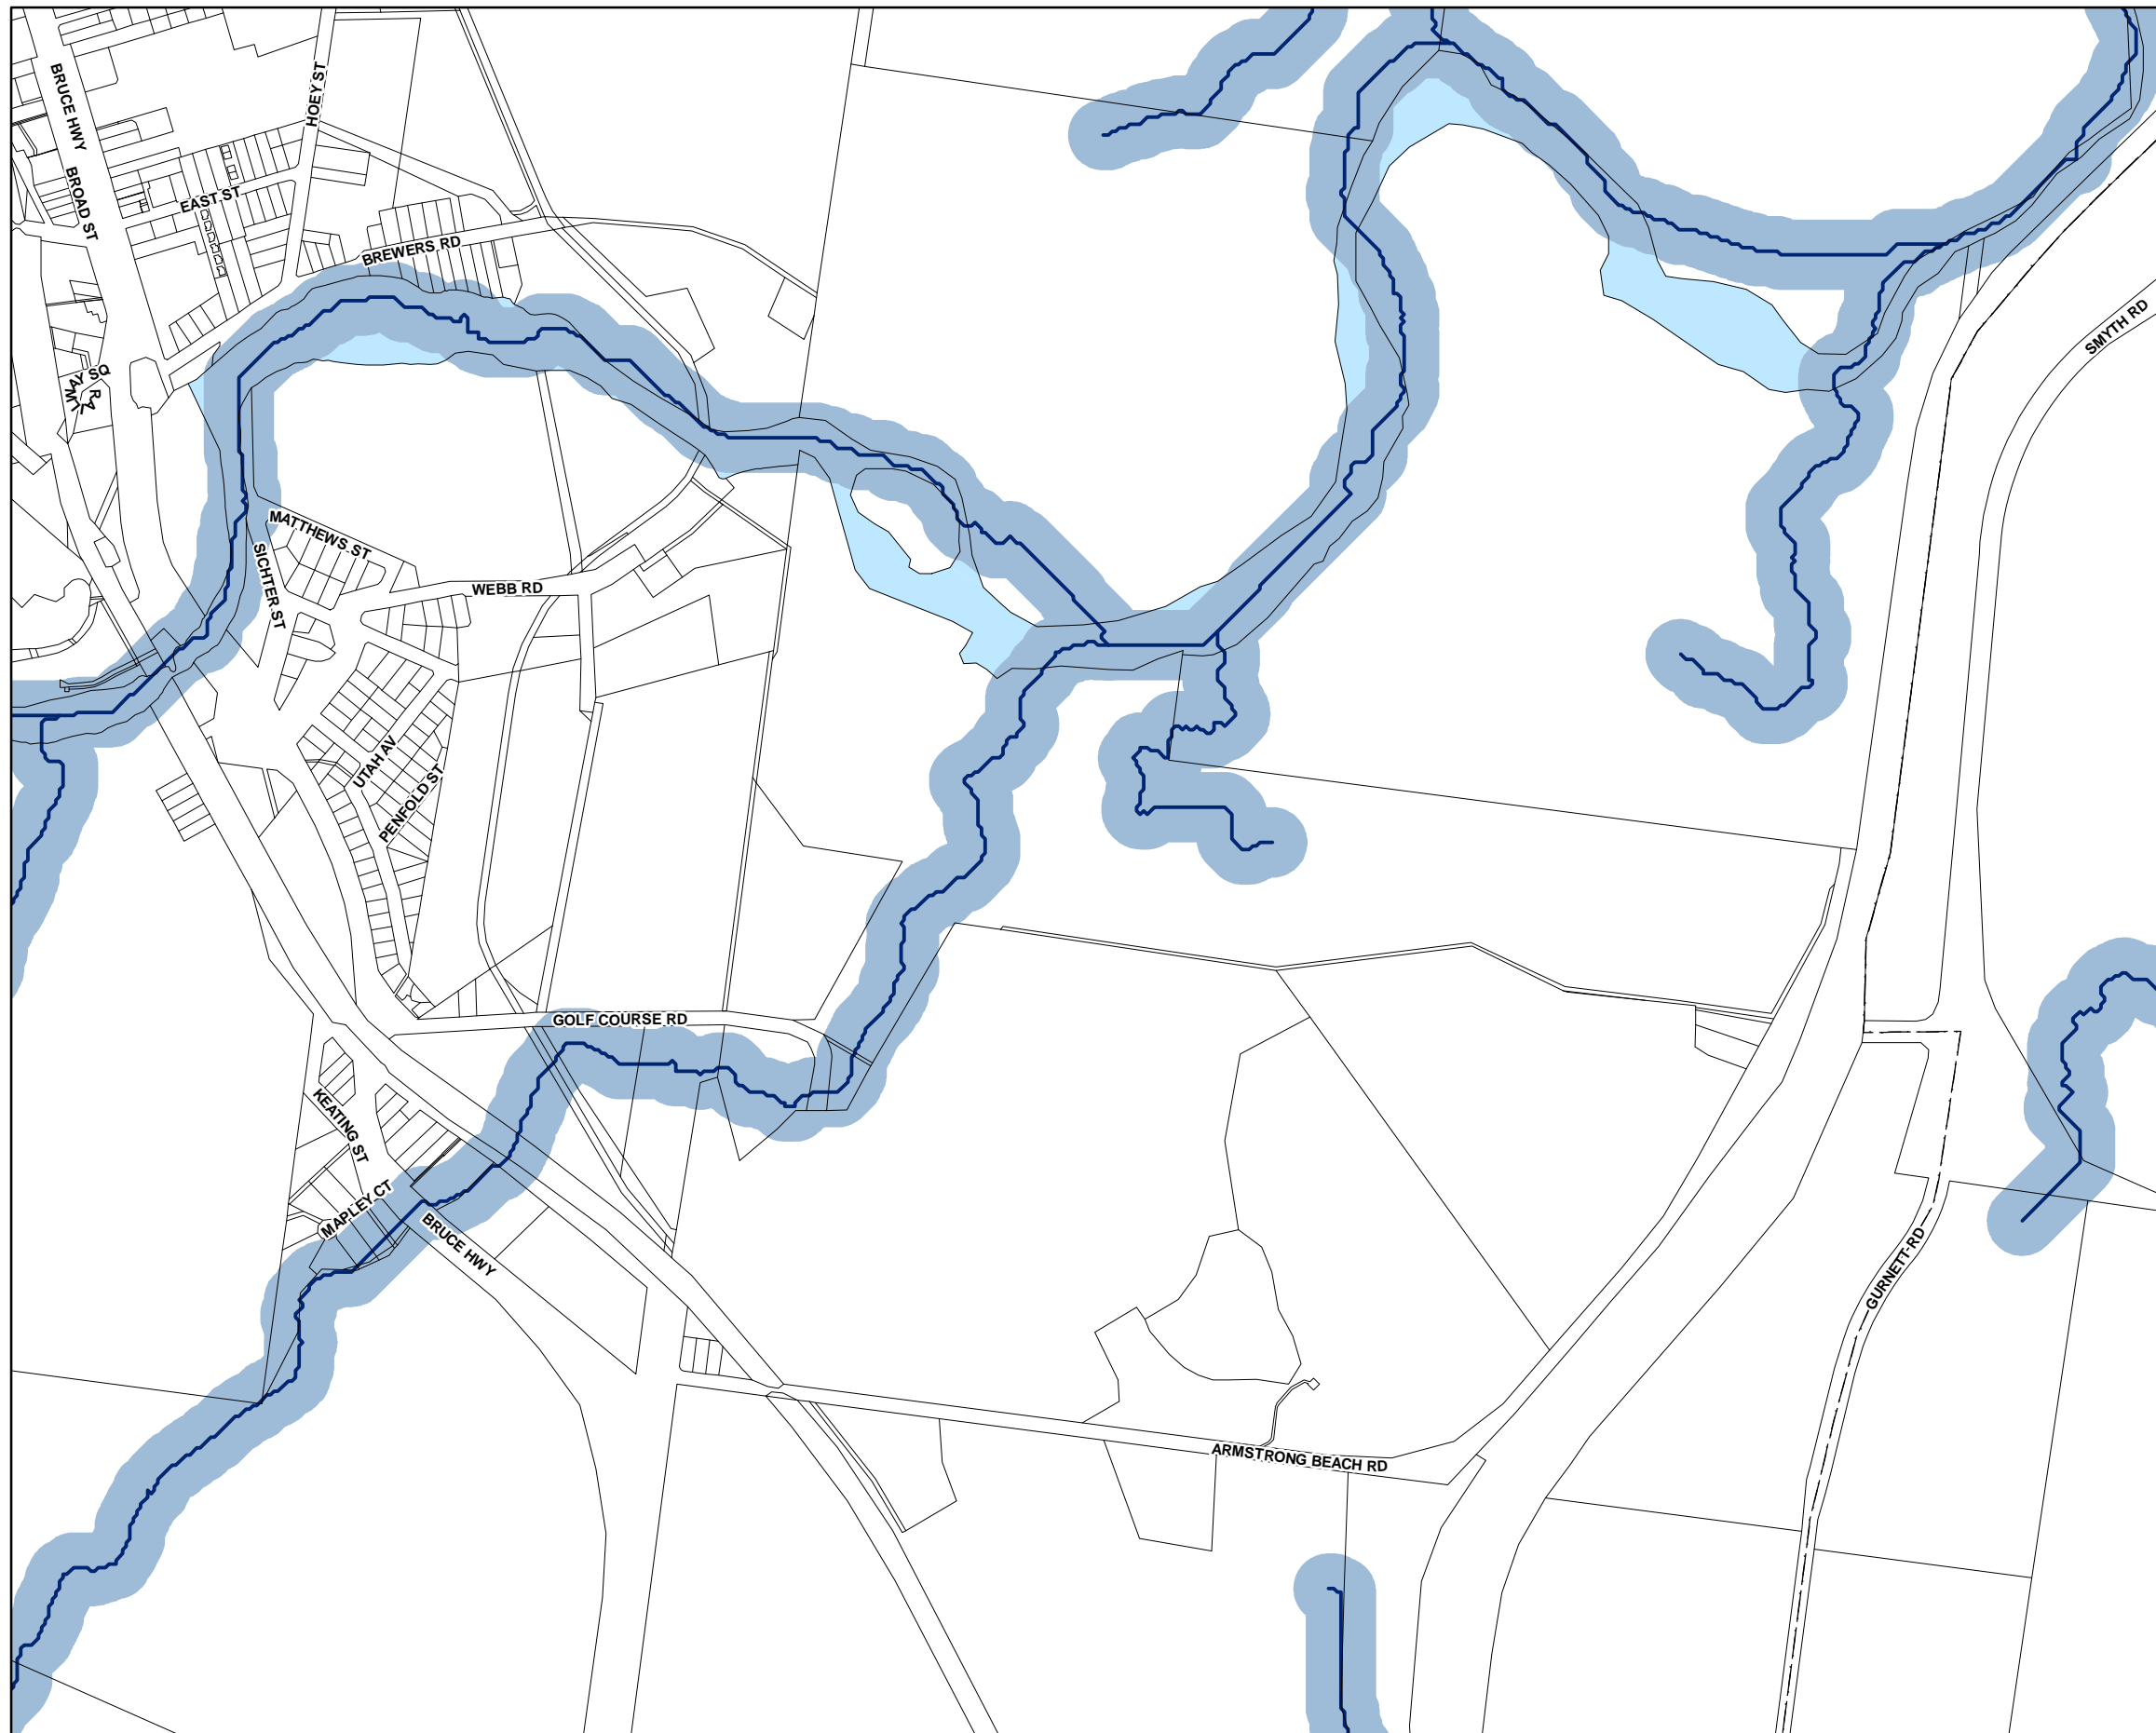 BRUCE HWY
HOEY ST
BROAD ST
EAST ST
BREWERS RD
SMYTH RD
MATTHEWS ST
SICHTER ST
WEBB RD
UTAH AV
PENFOLD ST
GOLF COURSE RD
KEATING ST
MAPLEY CT
BRUCE HWY
GURNETT RD
ARMSTRONG BEACH RD